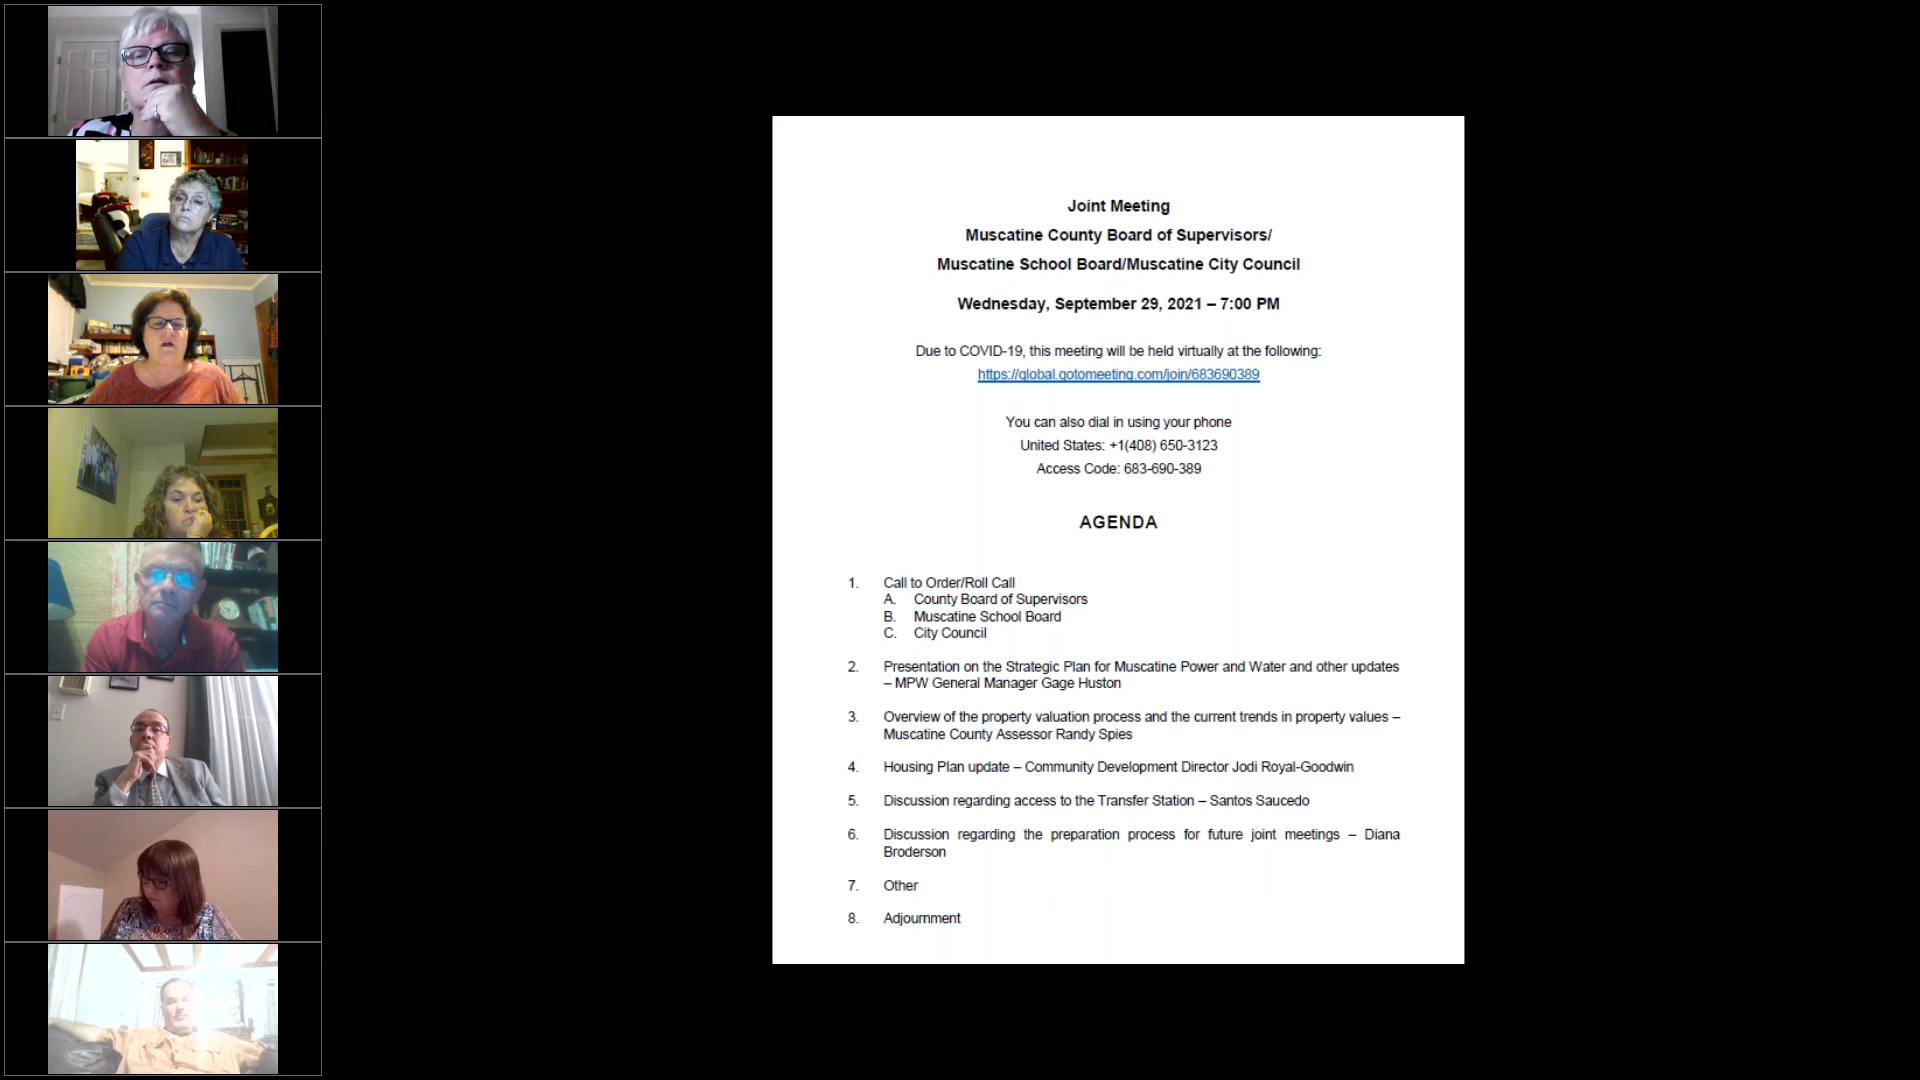 Joint Meeting
Muscatine County Board of Supervisors/
Muscatine School Board/Muscatine City Council
Wednesday, September 29, 2021 – 7:00 PM
Due to COVID-19, this meeting will be held virtually at the following:
https://global.gotomeeting.com/join/683690389
You can also dial in using your phone
United States: +1(408) 650-3123
Access Code: 683-690-389
AGENDA
1. Call to Order/Roll Call
A. County Board of Supervisors
B. Muscatine School Board
C. City Council
2. Presentation on the Strategic Plan for Muscatine Power and Water and other updates
– MPW General Manager Gage Huston
3. Overview of the property valuation process and the current trends in property values –
Muscatine County Assessor Randy Spies
4. Housing Plan update – Community Development Director Jodi Royal-Goodwin
5. Discussion regarding access to the Transfer Station – Santos Saucedo
6. Discussion regarding the preparation process for future joint meetings – Diana
Broderson
7. Other
8. Adjournment